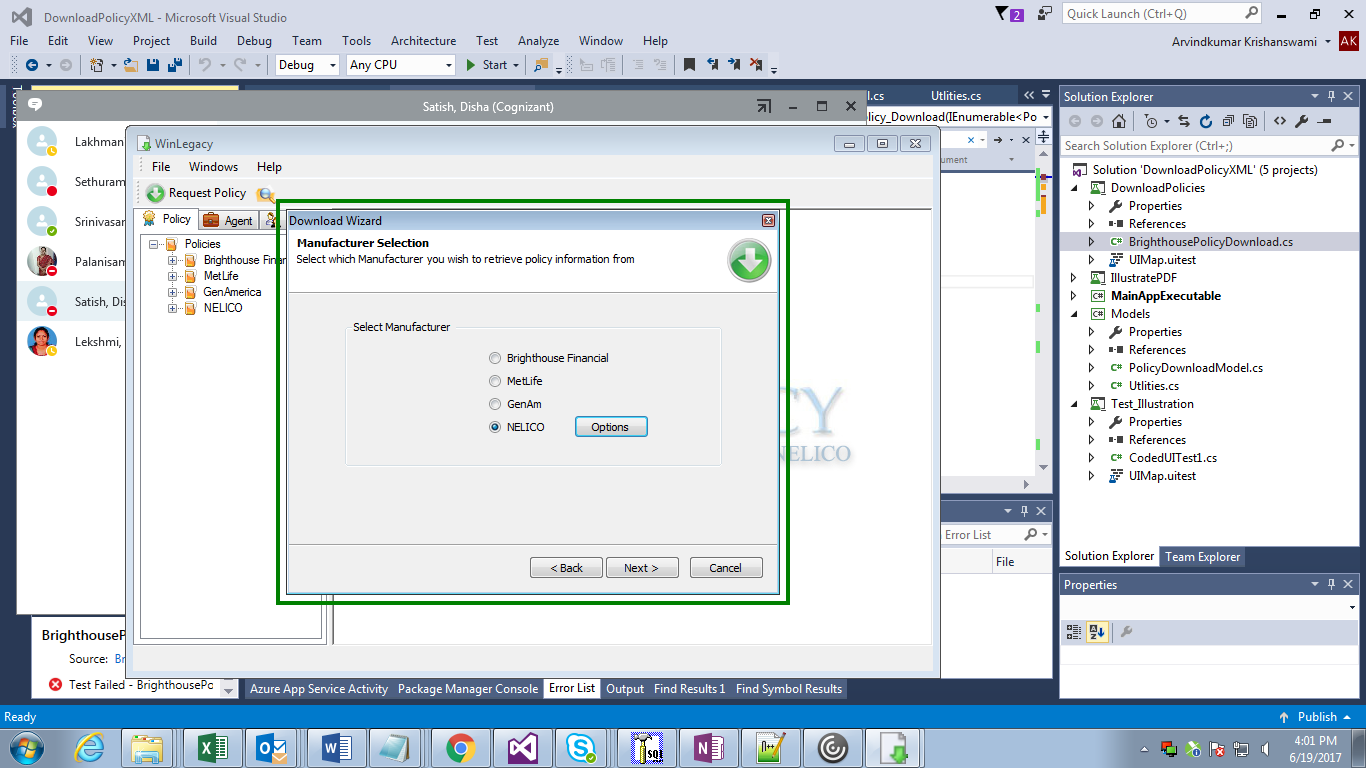 DownloadPolicyXML - Microsoft Visual Studio
2
Quick Launch (Ctrl+Q)
File Edit View Project Build Debug Team Tools Architecture Test Analyze Window Help
Arvindkumar Krishanswami AK
Debug Any CPU Start
Satish, Disha (Cognizant)
l.cs Utlities.cs
licy_Download(IEnumerable<Po
ument
Lakhman
Sethuram
Srinivasar
Palanisam
Satish, Dis
Lekshmi,
WinLegacy
File Windows Help
Request Policy
Policy Agent
Policies
Brighthouse Finar
MetLife
GenAmerica
NELICO
Download Wizard
Manufacturer Selection
Select which Manufacturer you wish to retrieve policy information from
Select Manufacturer
Brighthouse Financial
MetLife
GenAm
NELICO Options
< Back Next > Cancel
CY
NELICO
Error List
File
BrighthouseP
Source: Br
Test Failed - BrighthousePc
Azure App Service Activity Package Manager Console Error List Output Find Results 1 Find Symbol Results
Solution Explorer
Search Solution Explorer (Ctrl+;)
Solution 'DownloadPolicyXML' (5 projects)
DownloadPolicies
Properties
References
C# BrighthousePolicyDownload.cs
UIMap.uitest
IllustratePDF
C# MainAppExecutable
C# Models
Properties
References
C# PolicyDownloadModel.cs
C# Utlities.cs
Test_Illustration
Properties
References
C# CodedUITest1.cs
UIMap.uitest
Solution Explorer Team Explorer
Properties
Ready
Publish
4:01 PM
6/19/2017